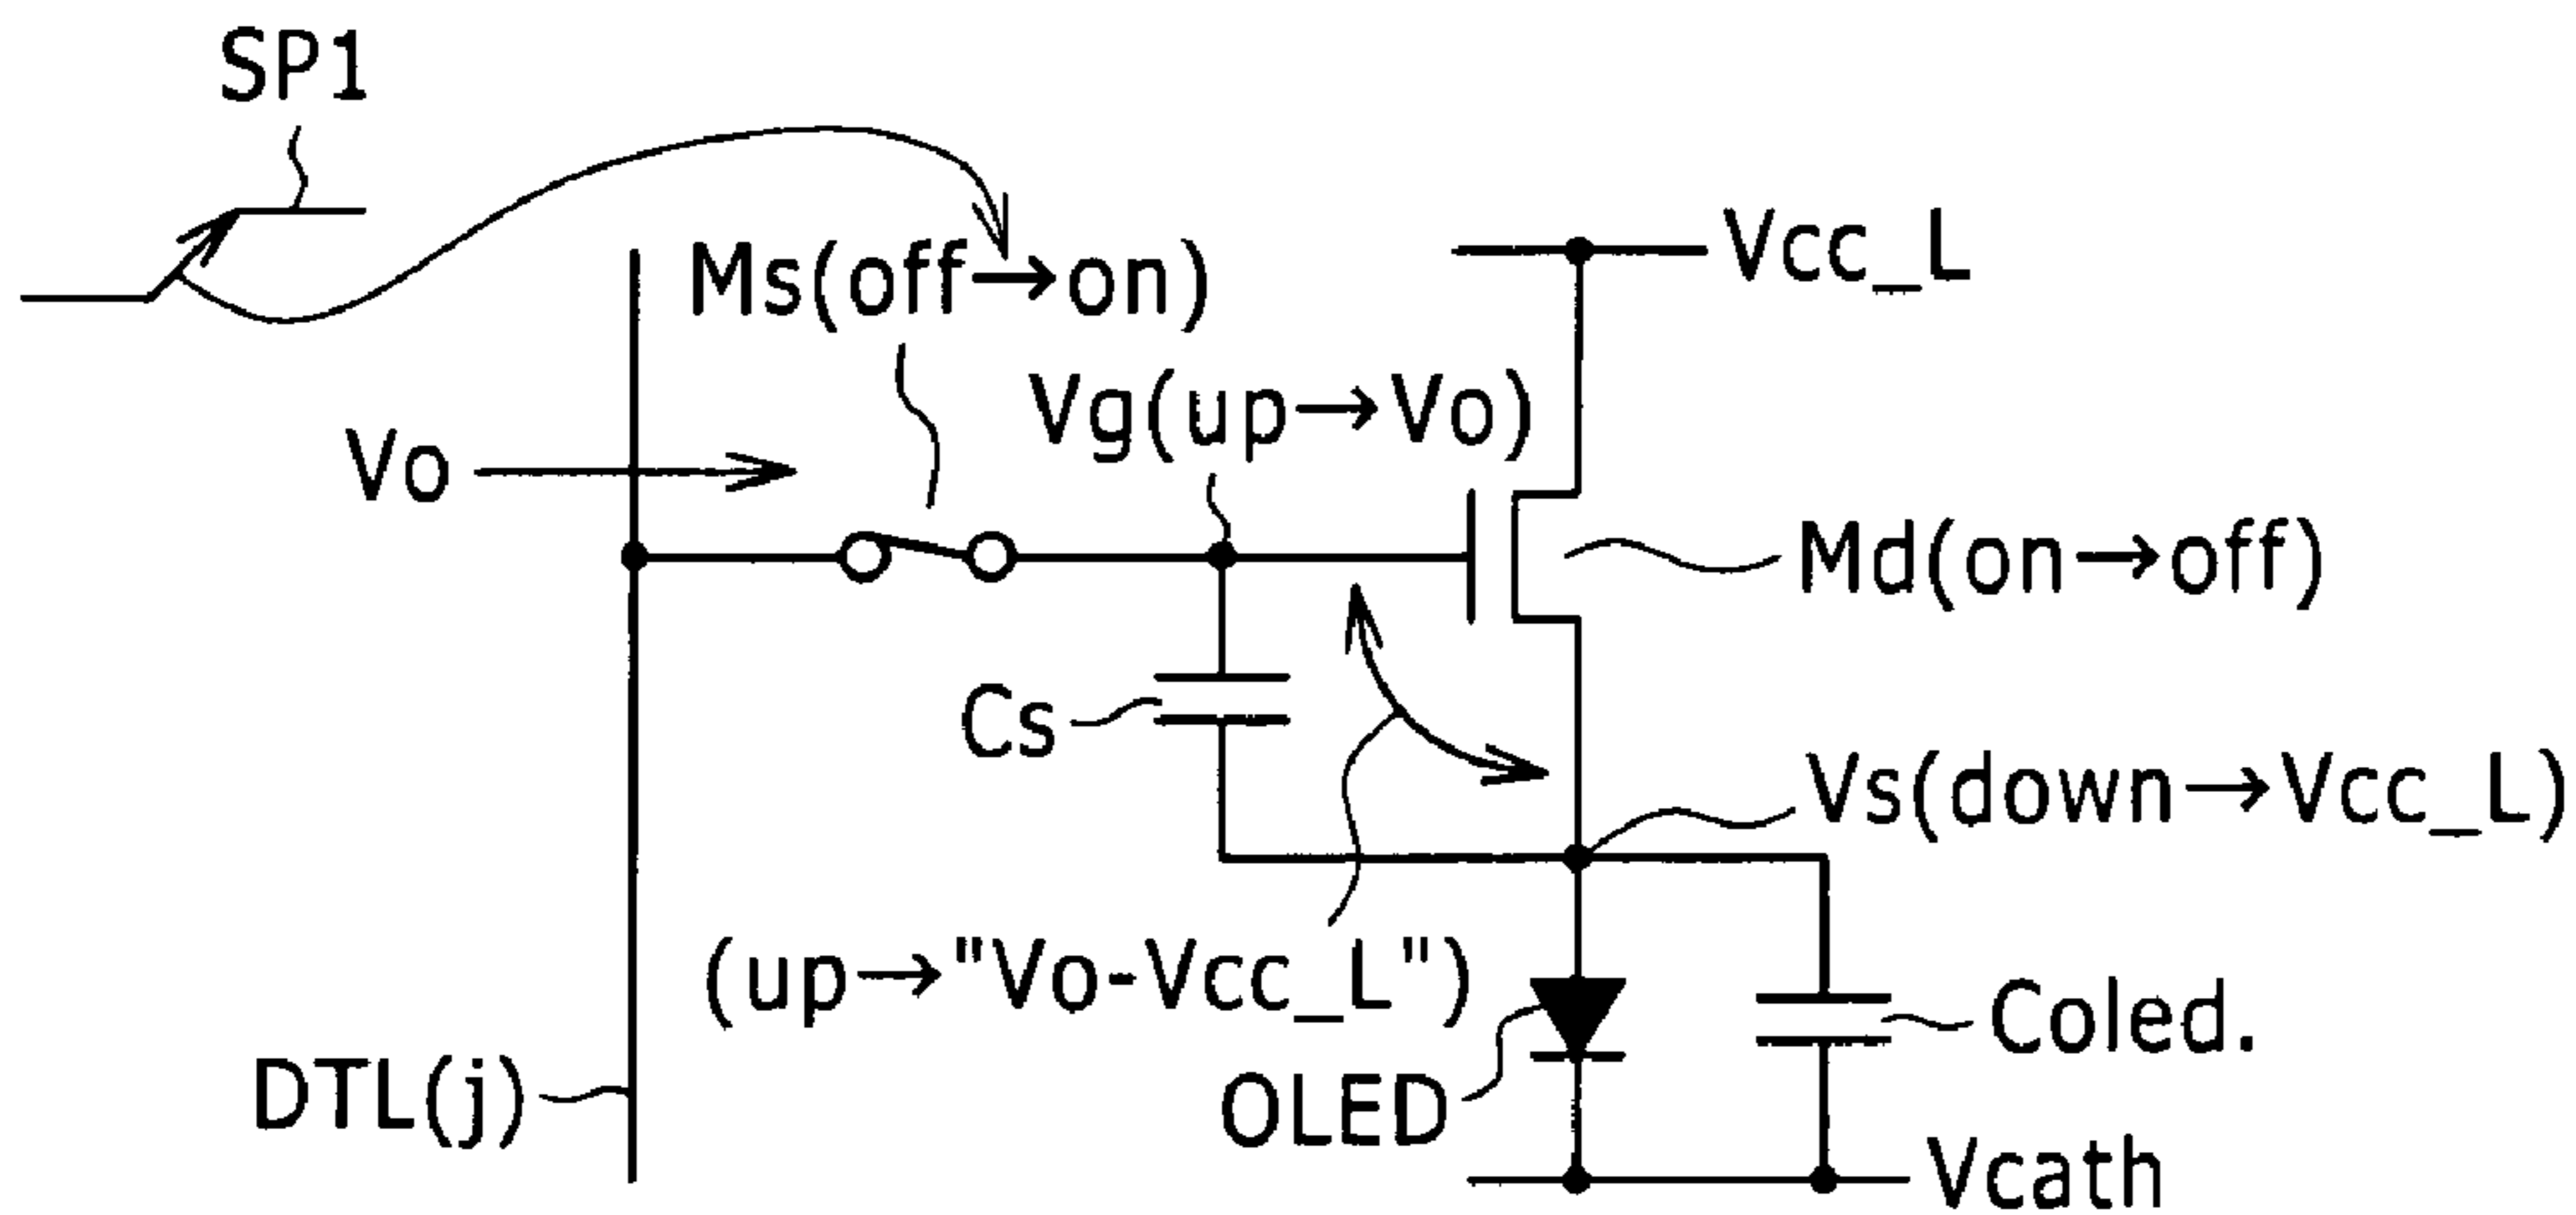 SP1
Ms(off→on)
Vcc_L
Vg(up→Vo)
Vo
Md(on→off)
Cs
Vs(down→Vcc_L)
(up→"Vo-Vcc_L")
Coled.
OLED
DTL(j)
Vcath